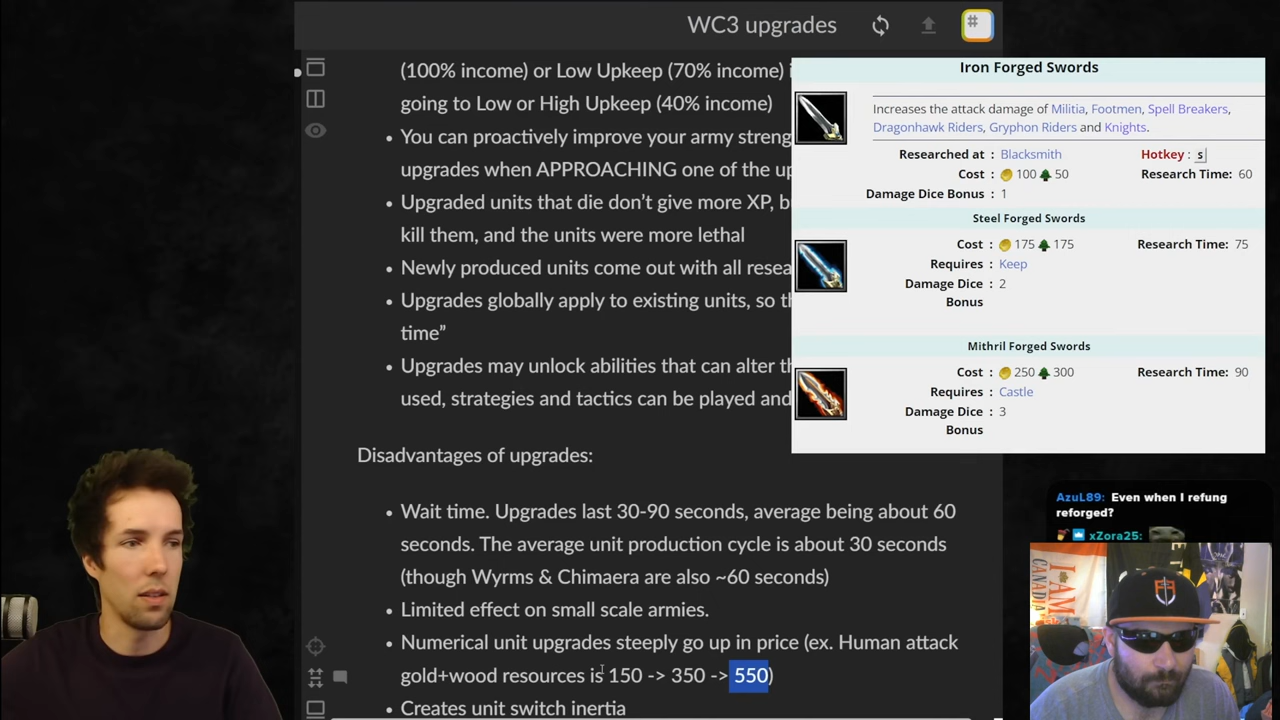 WC3 upgrades
#
(100% income) or Low Upkeep (70% income) i
going to Low or High Upkeep (40% income)
• You can proactively improve your army streng
upgrades when APPROACHING one of the up
• Upgraded units that die don’t give more XP, b
kill them, and the units were more lethal
• Newly produced units come out with all resea
• Upgrades globally apply to existing units, so th
time”
• Upgrades may unlock abilities that can alter th
used, strategies and tactics can be played and
Disadvantages of upgrades:
• Wait time. Upgrades last 30-90 seconds, average being about 60
seconds. The average unit production cycle is about 30 seconds
(though Wyrms & Chimaera are also ~60 seconds)
• Limited effect on small scale armies.
• Numerical unit upgrades steeply go up in price (ex. Human attack
gold+wood resources is 150 -> 350 -> 550)
• Creates unit switch inertia
Iron Forged Swords
Increases the attack damage of Militia, Footmen, Spell Breakers,
Dragonhawk Riders, Gryphon Riders and Knights.
Researched at : Blacksmith Hotkey : s
Cost : 100 50 Research Time: 60
Damage Dice Bonus : 1
Steel Forged Swords
Cost : 175 175 Research Time: 75
Requires : Keep
Damage Dice : 2
Bonus
Mithril Forged Swords
Cost : 250 300 Research Time: 90
Requires : Castle
Damage Dice : 3
Bonus
AzuL89: Even when I refung
reforged?
xZora25:
I AM
CANADIA